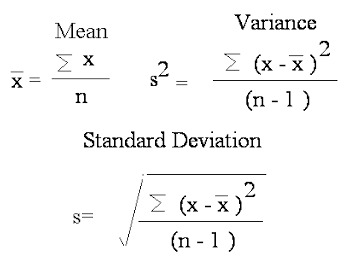 Mean
x̅ = ∑ x / n
Variance
s² = ∑ (x - x̅)² / (n - 1)
Standard Deviation
s= √ ∑ (x - x̅)² / (n - 1)